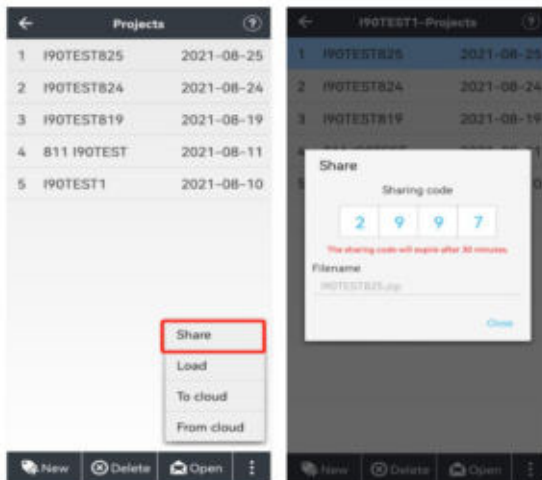 Projects
?
1 I90TEST825 2021-08-25
2 I90TEST824 2021-08-24
3 I90TEST819 2021-08-19
4 811 I90TEST 2021-08-11
5 I90TEST1 2021-08-10
Share
Load
To cloud
From cloud
New Delete Open
I90TEST1-Projects
?
1 I90TEST825 2021-08-25
2 I90TEST824 2021-08-24
3 I90TEST819 2021-08-19
4
5
Share
Sharing code
2 9 9 7
The sharing code will expire after 30 minutes.
Filename
I90TEST825.zip
Close
New Delete Open